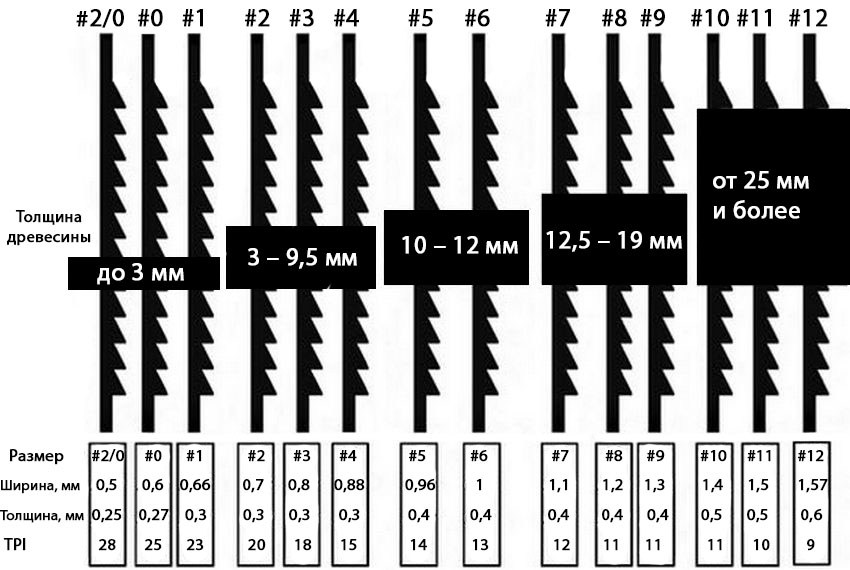 #2/0 #0 #1 #2 #3 #4 #5 #6 #7 #8 #9 #10 #11 #12
Толщина
древесины
до 3 мм
3 – 9,5 мм
10 – 12 мм
12,5 – 19 мм
от 25 мм
и более
Размер #2/0 #0 #1 #2 #3 #4 #5 #6 #7 #8 #9 #10 #11 #12
Ширина, мм 0,5 0,6 0,66 0,7 0,8 0,88 0,96 1 1,1 1,2 1,3 1,4 1,5 1,57
Толщина, мм 0,25 0,27 0,3 0,3 0,3 0,3 0,4 0,4 0,4 0,4 0,4 0,5 0,5 0,6
TPI 28 25 23 20 18 15 14 13 12 11 11 11 10 9